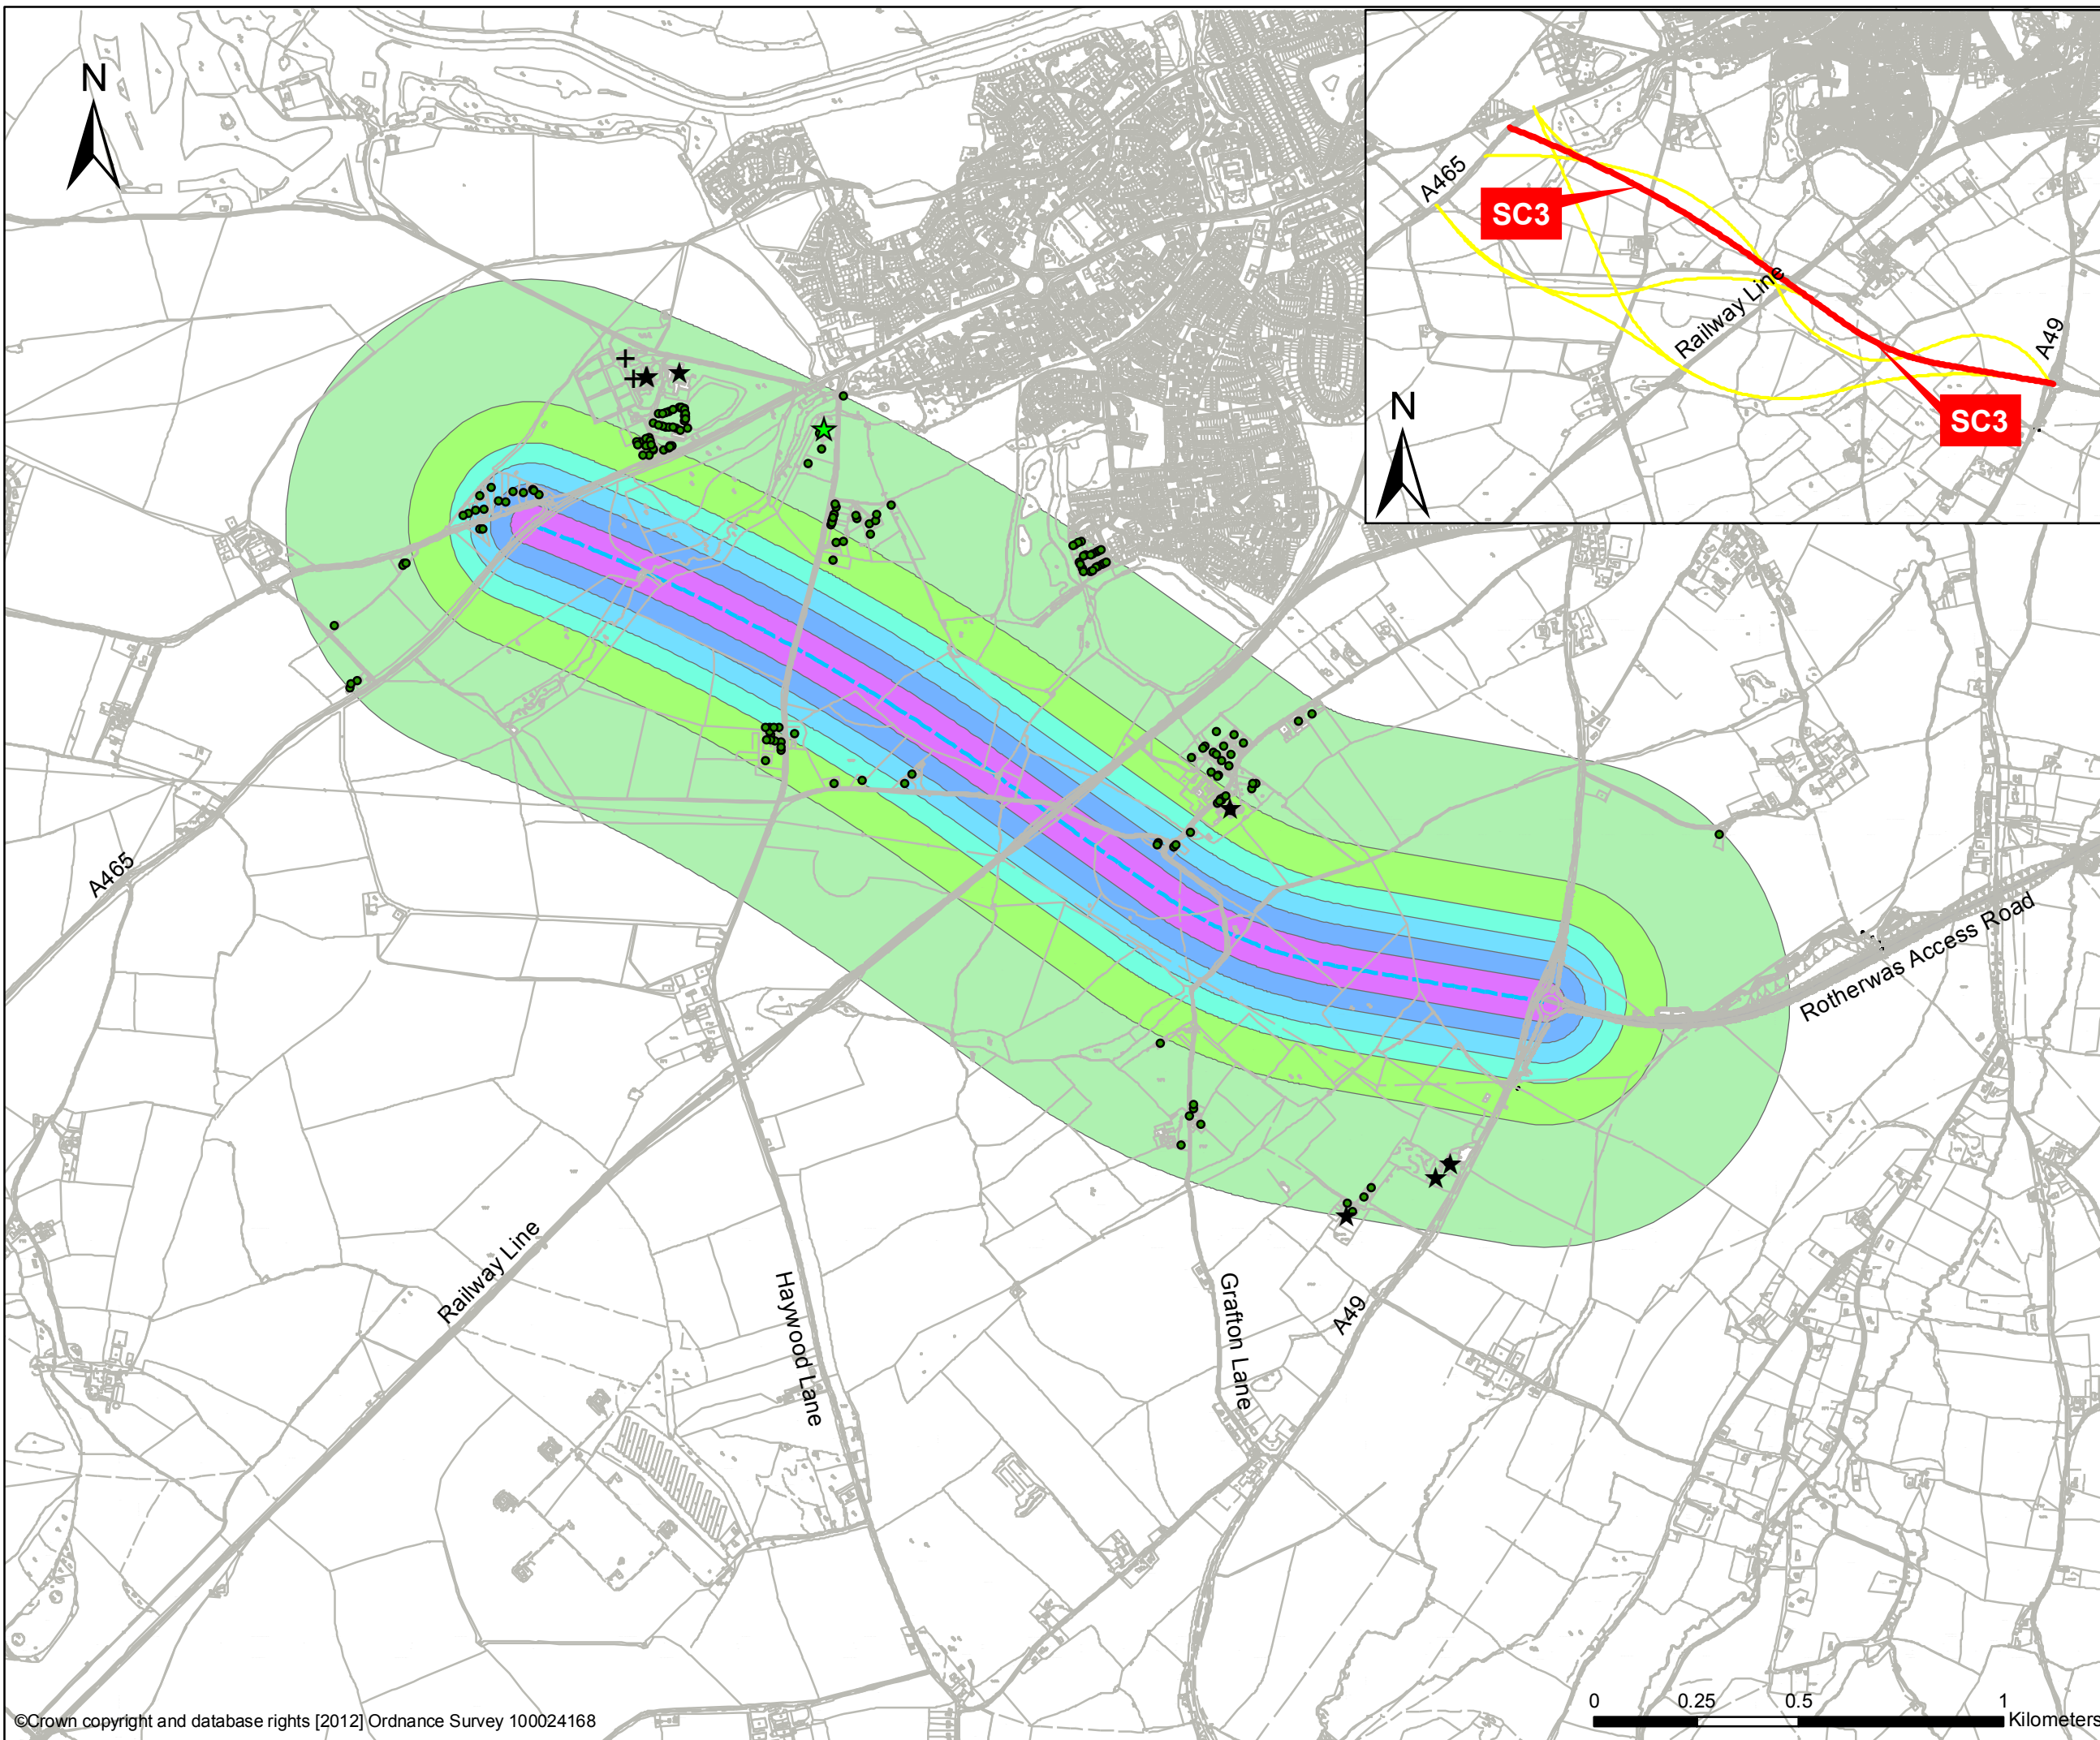 N
A465
SC3
Railway Line
A49
N
SC3
A465
Rotherwas Access Road
Railway Line
Haywood Lane
Grafton Lane
A49
0 0.25 0.5 1
Kilometers
©Crown copyright and database rights [2012] Ordnance Survey 100024168